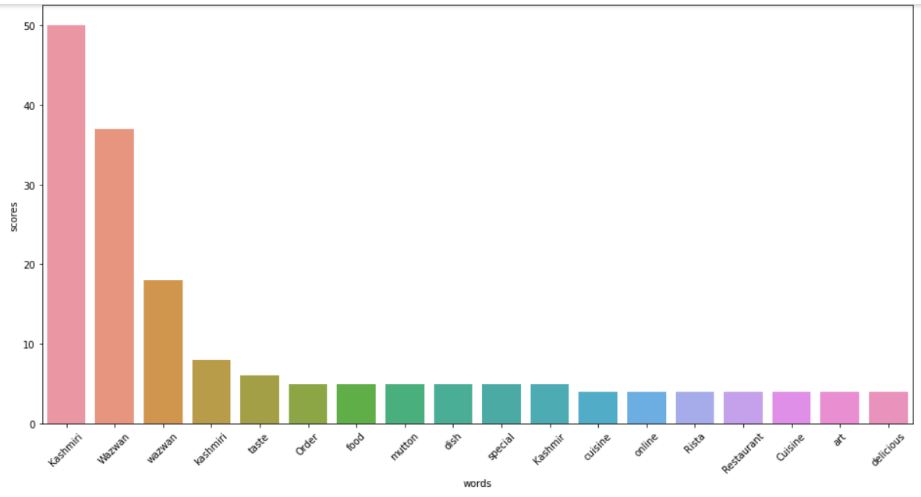 50
40
30
20
10
0
scores
Kashmiri
Wazwan
wazwan
kashmiri
taste
Order
food
mutton
dish
special
Kashmir
cuisine
online
Rista
Restaurant
Cuisine
art
delicious
words